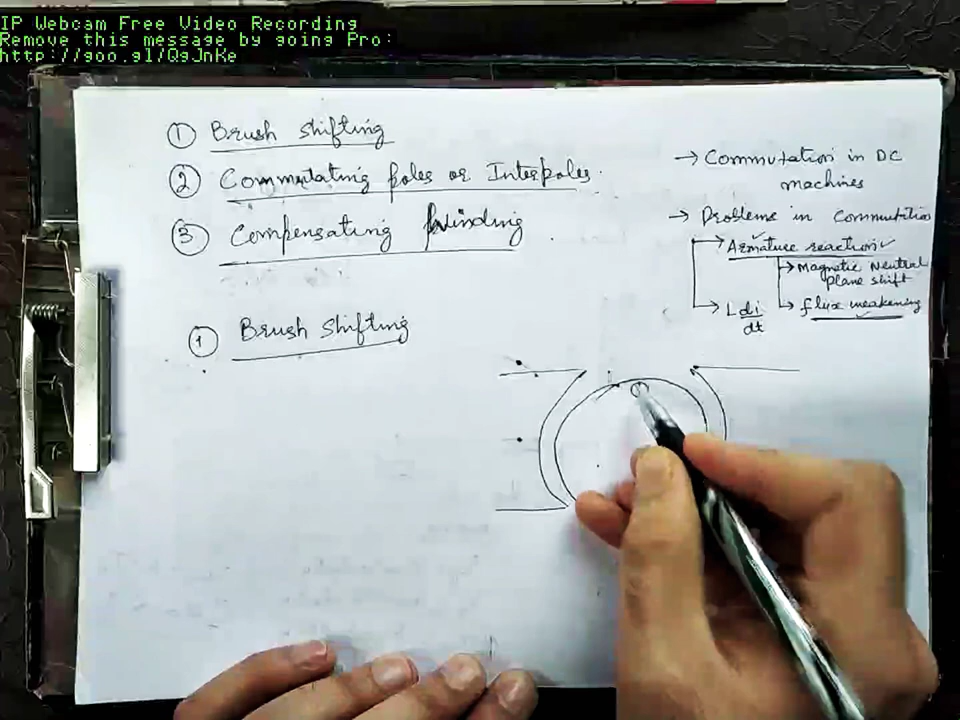 IP Webcam Free Video Recording
Remove this message by going Pro:
http://goo.gl/QgJnKe
① Brush shifting
② Commutating poles or Interpoles.
③ Compensating winding
→ Commutation in DC
machines
→ Problems in Commutation
→ Armature reaction
→ Magnetic Neutral
plane shift
→ flux weakening
→ L di/dt
① Brush shifting